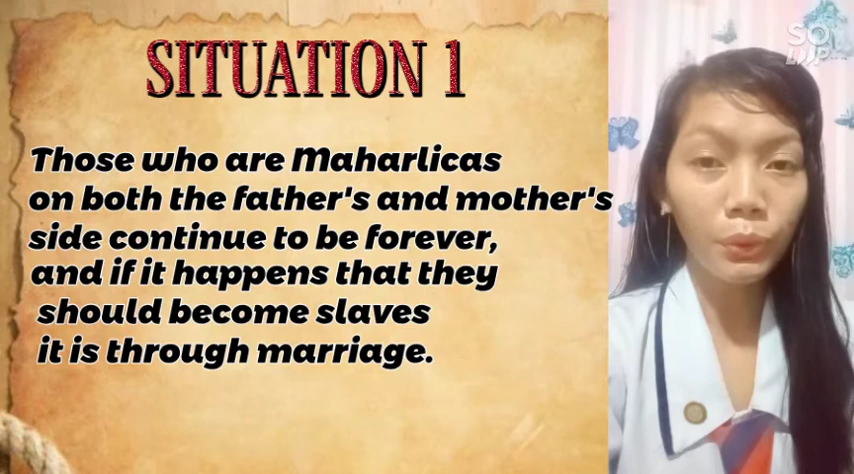 SITUATION 1
Those who are Maharlicas
on both the father's and mother's
side continue to be forever,
and if it happens that they
should become slaves
it is through marriage.